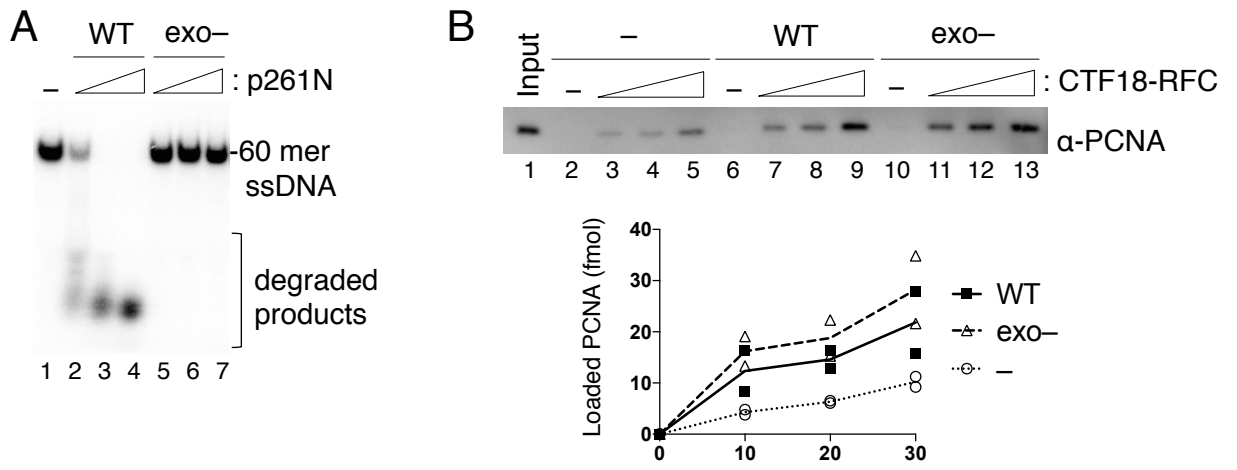 A
WT exo–
– : p261N
60 mer
ssDNA
degraded
products
1 2 3 4 5 6 7
B
Input – WT exo–
– – – : CTF18-RFC
α-PCNA
1 2 3 4 5 6 7 8 9 10 11 12 13
Loaded PCNA (fmol)
40
30
20
10
0
0 10 20 30
WT
exo–
–